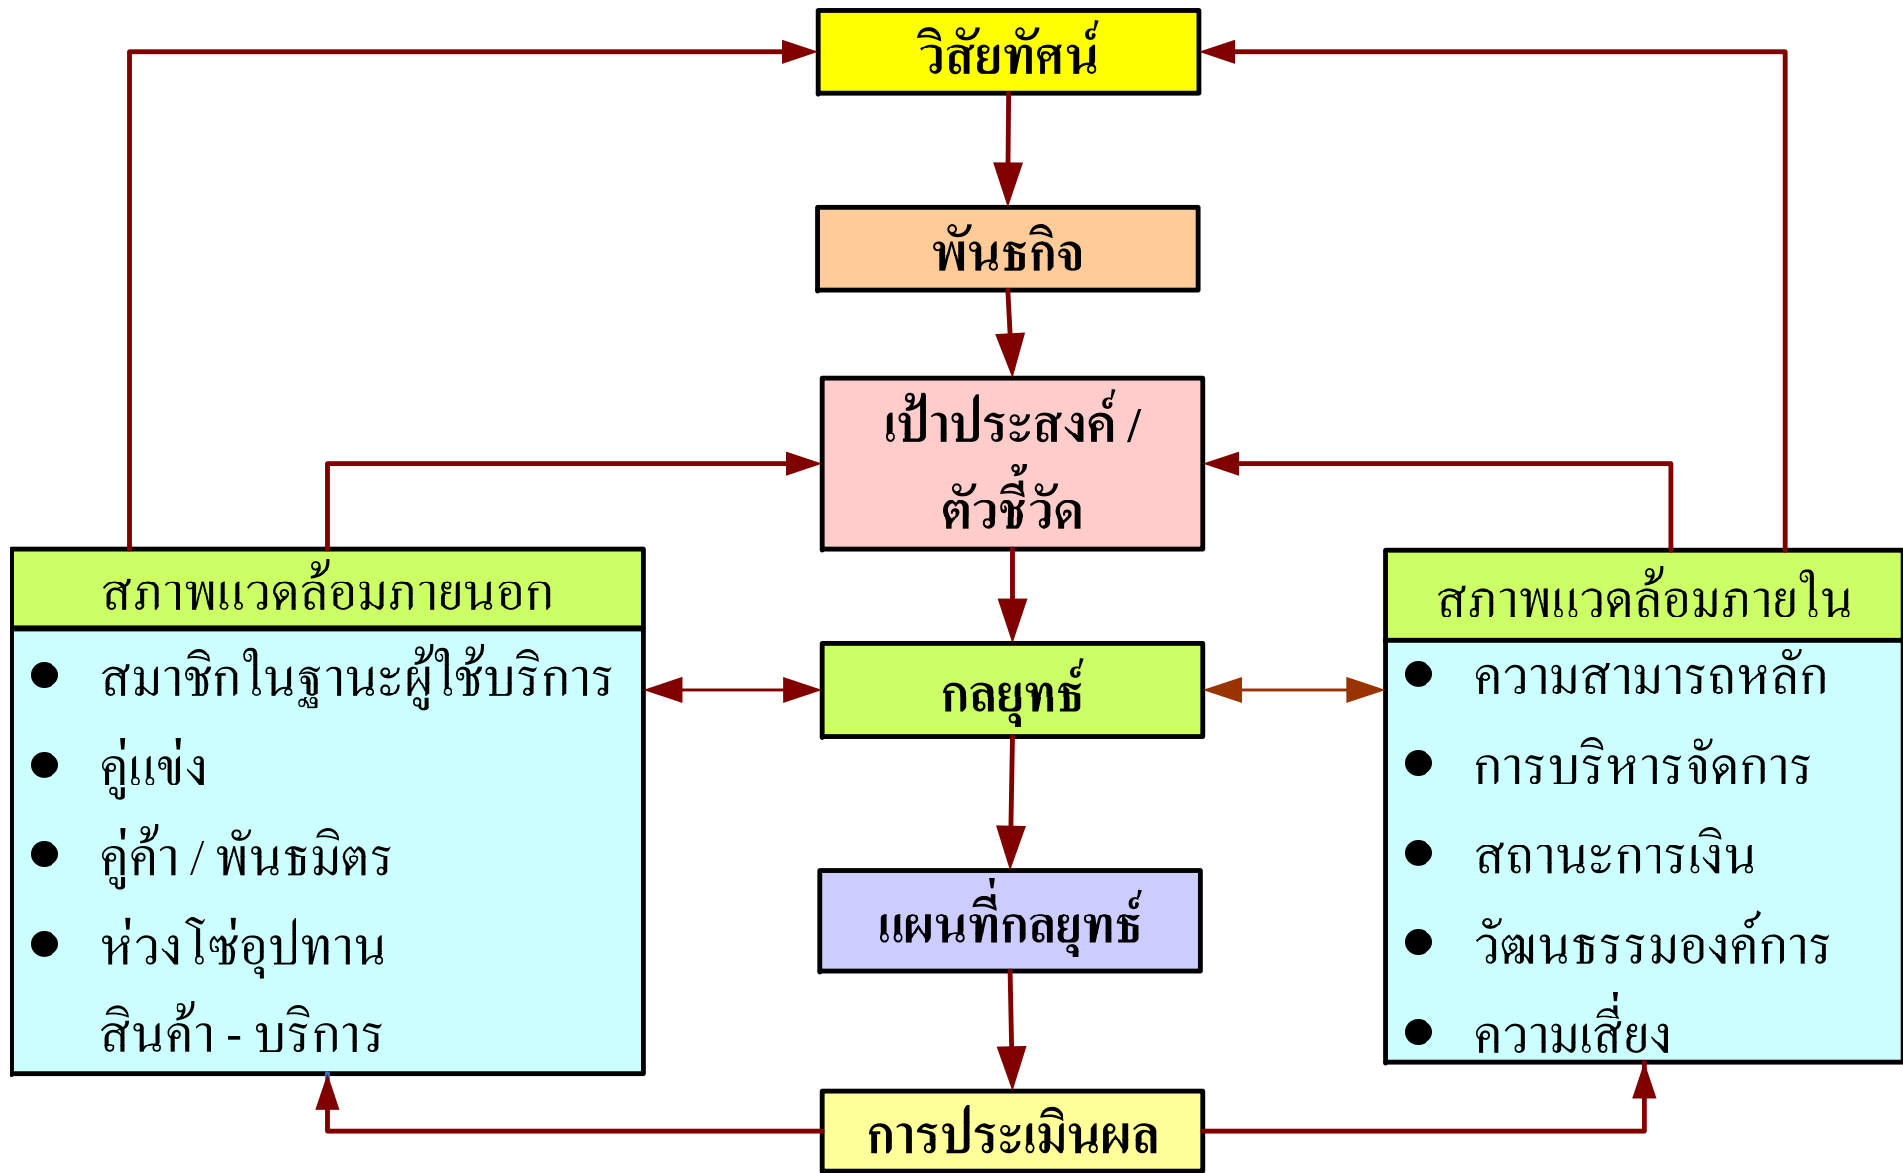 วิสัยทัศน์
พันธกิจ
เป้าประสงค์ /
ตัวชี้วัด
สภาพแวดล้อมภายนอก
● สมาชิกในฐานะผู้ใช้บริการ
● คู่แข่ง
● คู่ค้า / พันธมิตร
● ห่วงโซ่อุปทาน
สินค้า - บริการ
กลยุทธ์
แผนที่กลยุทธ์
การประเมินผล
สภาพแวดล้อมภายใน
● ความสามารถหลัก
● การบริหารจัดการ
● สถานะการเงิน
● วัฒนธรรมองค์การ
● ความเสี่ยง